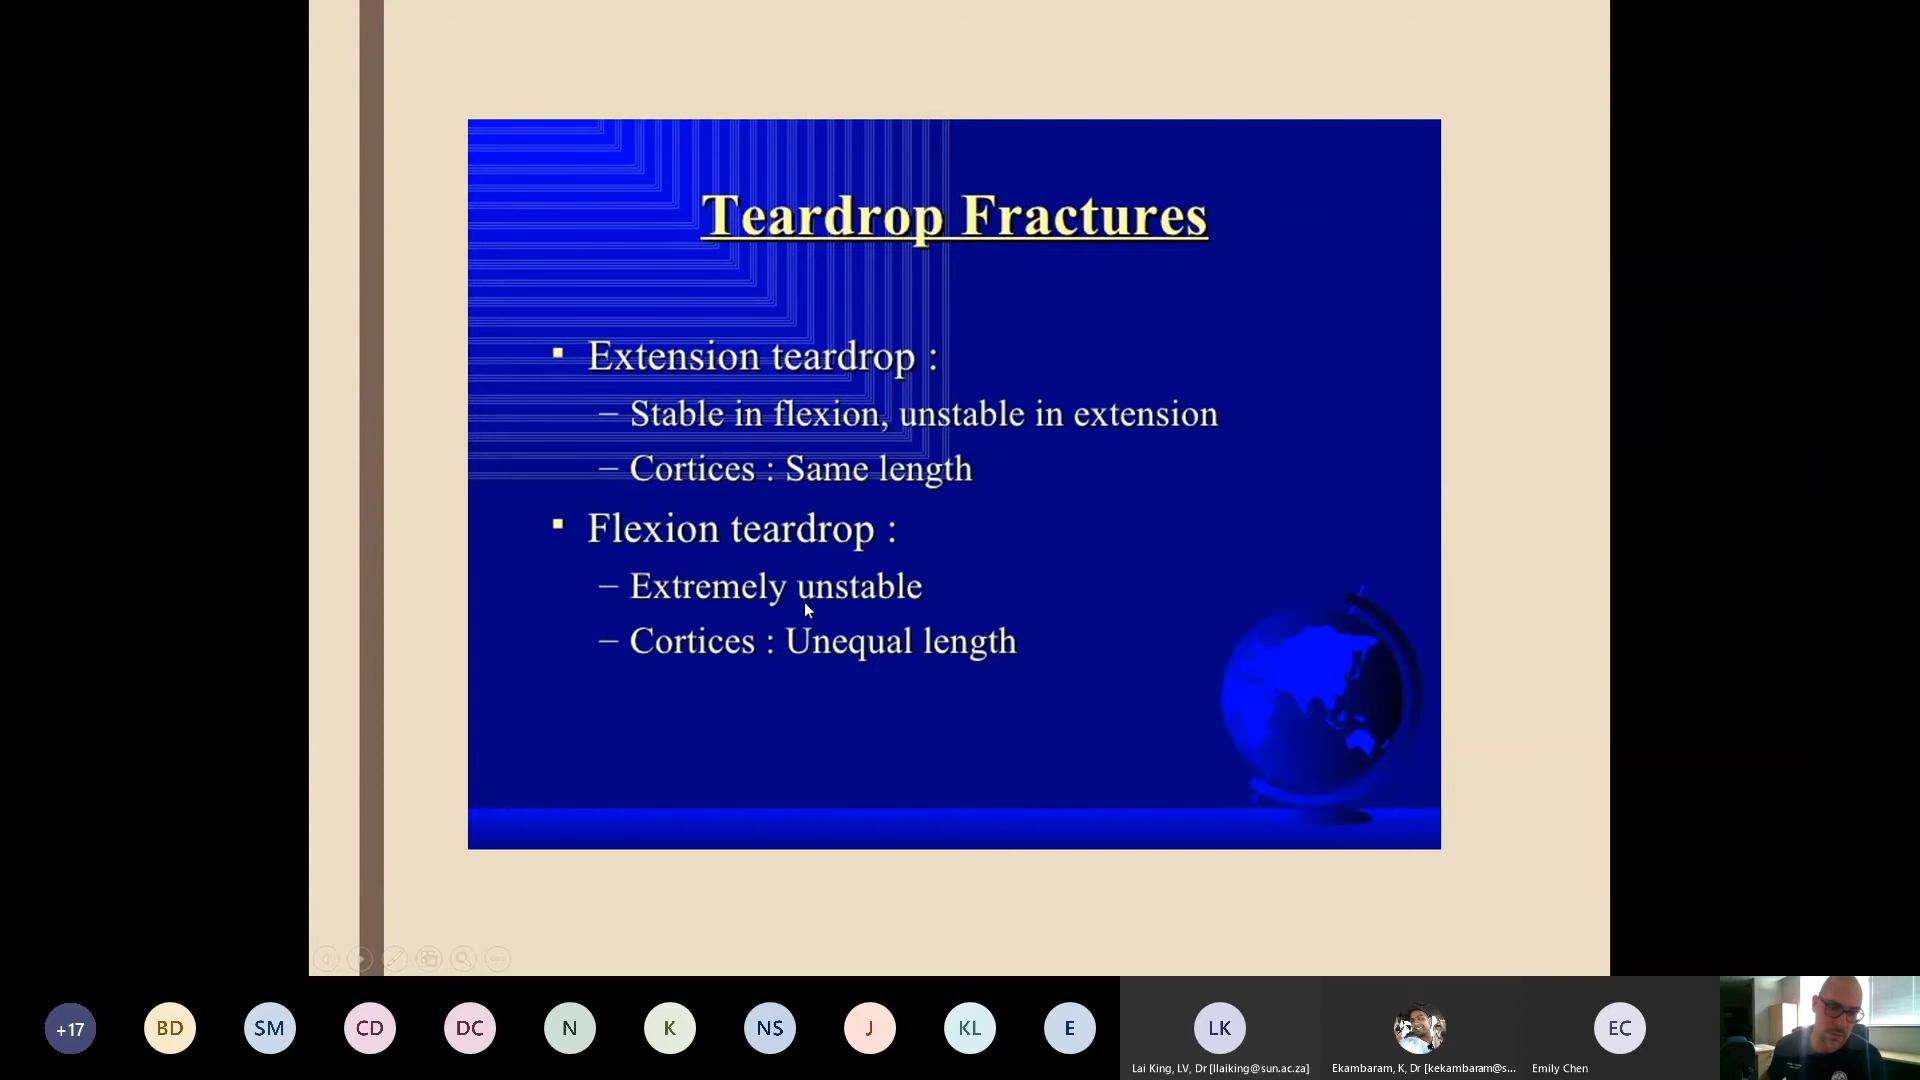 Teardrop Fractures
Extension teardrop :
– Stable in flexion, unstable in extension
– Cortices : Same length
Flexion teardrop :
– Extremely unstable
– Cortices : Unequal length
+17
BD
SM
CD
DC
N
K
NS
J
KL
E
LK
EC
Lai King, LV, Dr [llaiking@sun.ac.za]
Ekambaram, K, Dr [kekambaram@s...
Emily Chen